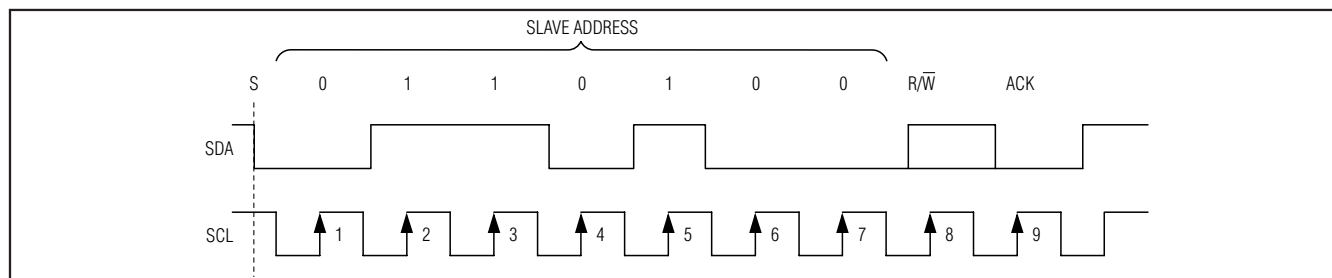 SLAVE ADDRESS
S 0 1 1 0 1 0 0 R/W̅ ACK
SDA
SCL 1 2 3 4 5 6 7 8 9